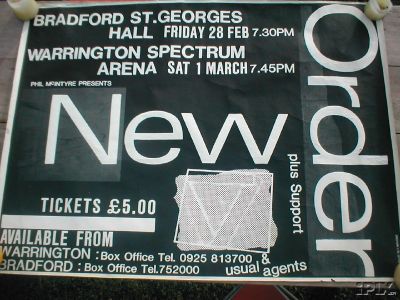 BRADFORD ST.GEORGES
HALL FRIDAY 28 FEB 7.30PM
WARRINGTON SPECTRUM
ARENA SAT 1 MARCH 7.45PM
PHIL McINTYRE PRESENTS
New
Order
plus Support
TICKETS £5.00
AVAILABLE FROM
WARRINGTON : Box Office Tel. 0925 813700 &
BRADFORD : Box Office Tel.752000 usual agents
iPIX